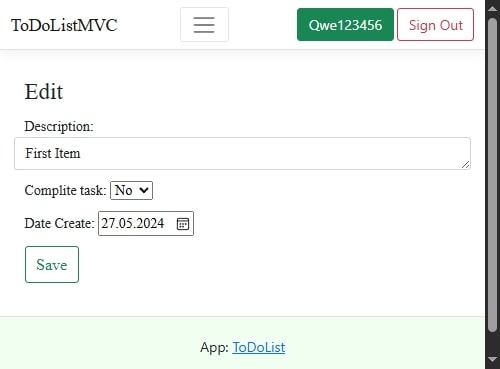 ToDoListMVC Qwe123456 Sign Out
Edit
Description:
First Item
Complite task: No
Date Create: 27.05.2024
Save
App: ToDoList